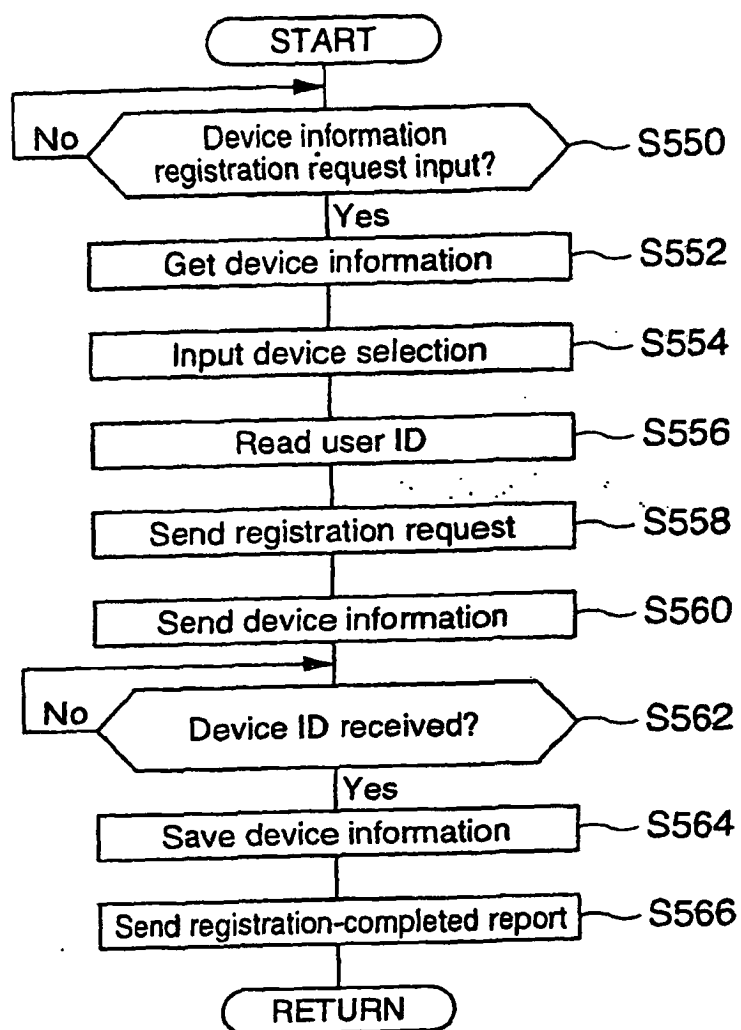 START
No
Device information
registration request input?
S550
Yes
Get device information
S552
Input device selection
S554
Read user ID
S556
Send registration request
S558
Send device information
S560
No
Device ID received?
S562
Yes
Save device information
S564
Send registration-completed report
S566
RETURN